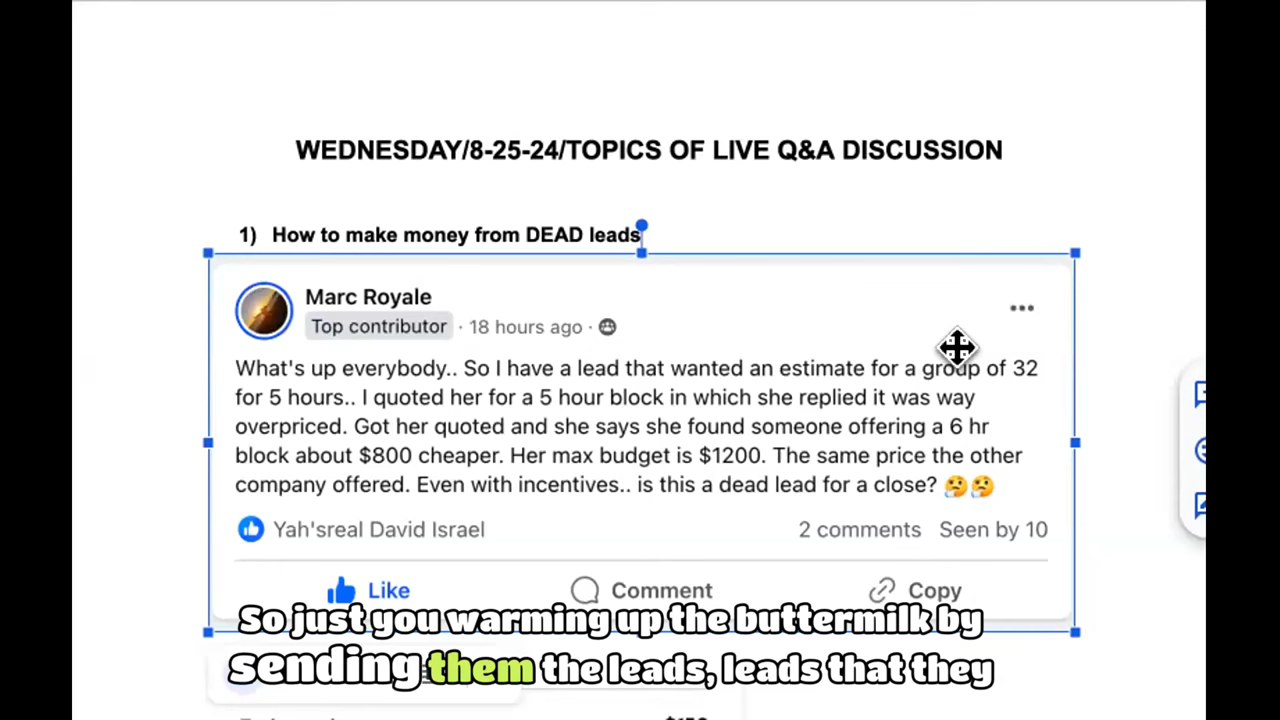 WEDNESDAY/8-25-24/TOPICS OF LIVE Q&A DISCUSSION
1) How to make money from DEAD leads
Marc Royale
Top contributor · 18 hours ago ·
What's up everybody.. So I have a lead that wanted an estimate for a group of 32
for 5 hours.. I quoted her for a 5 hour block in which she replied it was way
overpriced. Got her quoted and she says she found someone offering a 6 hr
block about $800 cheaper. Her max budget is $1200. The same price the other
company offered. Even with incentives.. is this a dead lead for a close? 🤔🤔
Yah'sreal David Israel 2 comments Seen by 10
Like Comment Copy
So just you warming up the buttermilk by
sending them the leads, leads that they